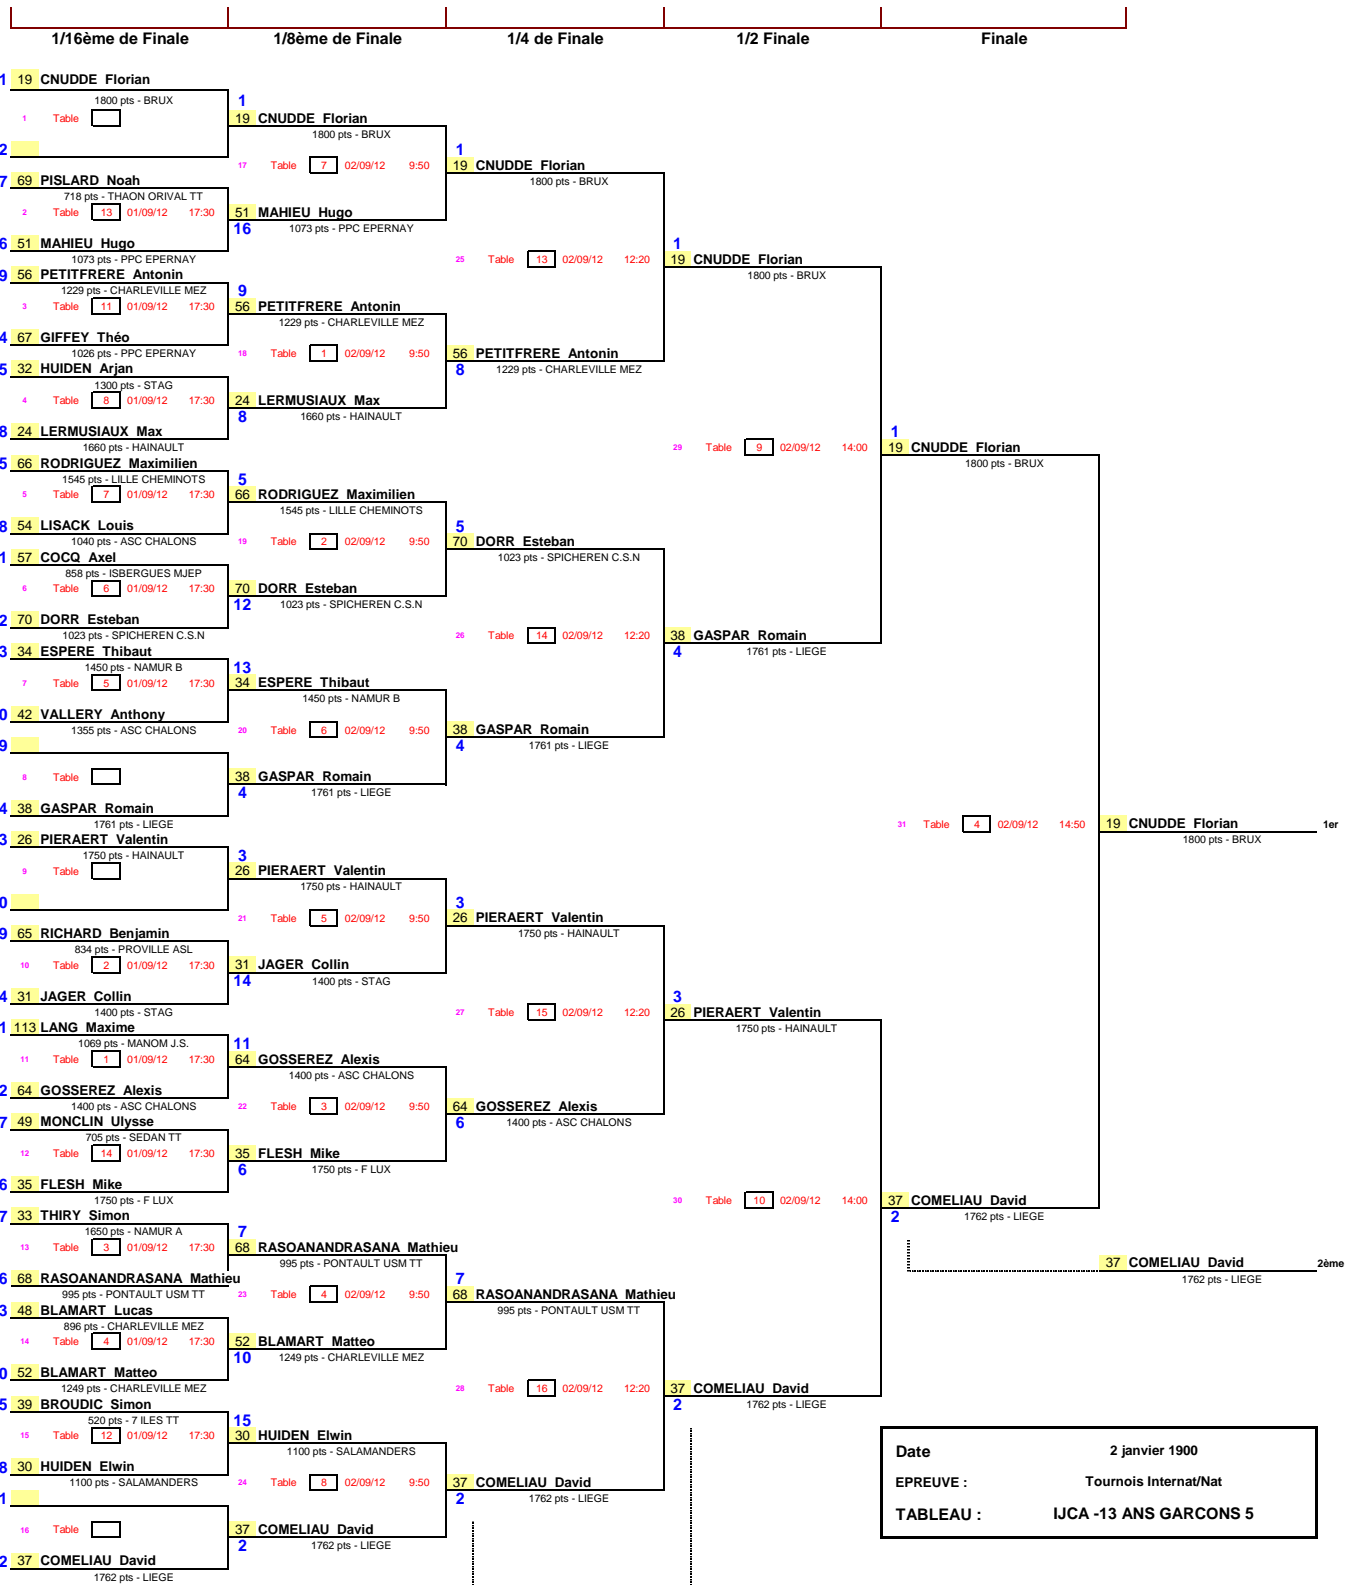 1/16ème de Finale
1/8ème de Finale
1/4 de Finale
1/2 Finale
Finale
1 19 CNUDDE Florian
1800 pts - BRUX
1 Table
2
7 69 PISLARD Noah
718 pts - THAON ORIVAL TT
2 Table 13 01/09/12 17:30
6 51 MAHIEU Hugo
1073 pts - PPC EPERNAY
9 56 PETITFRERE Antonin
1229 pts - CHARLEVILLE MEZ
3 Table 11 01/09/12 17:30
4 67 GIFFEY Théo
1026 pts - PPC EPERNAY
5 32 HUIDEN Arjan
1300 pts - STAG
4 Table 8 01/09/12 17:30
8 24 LERMUSIAUX Max
1660 pts - HAINAULT
5 66 RODRIGUEZ Maximilien
1545 pts - LILLE CHEMINOTS
5 Table 7 01/09/12 17:30
8 54 LISACK Louis
1040 pts - ASC CHALONS
1 57 COCQ Axel
858 pts - ISBERGUES MJEP
6 Table 6 01/09/12 17:30
2 70 DORR Esteban
1023 pts - SPICHEREN C.S.N
3 34 ESPERE Thibaut
1450 pts - NAMUR B
7 Table 5 01/09/12 17:30
0 42 VALLERY Anthony
1355 pts - ASC CHALONS
9
8 Table
4 38 GASPAR Romain
1761 pts - LIEGE
3 26 PIERAERT Valentin
1750 pts - HAINAULT
9 Table
0
9 65 RICHARD Benjamin
834 pts - PROVILLE ASL
10 Table 2 01/09/12 17:30
4 31 JAGER Collin
1400 pts - STAG
1 113 LANG Maxime
1069 pts - MANOM J.S.
11 Table 1 01/09/12 17:30
2 64 GOSSEREZ Alexis
1400 pts - ASC CHALONS
7 49 MONCLIN Ulysse
705 pts - SEDAN TT
12 Table 14 01/09/12 17:30
6 35 FLESH Mike
1750 pts - F LUX
7 33 THIRY Simon
1650 pts - NAMUR A
13 Table 3 01/09/12 17:30
6 68 RASOANANDRASANA Mathieu
995 pts - PONTAULT USM TT
3 48 BLAMART Lucas
896 pts - CHARLEVILLE MEZ
14 Table 4 01/09/12 17:30
0 52 BLAMART Matteo
1249 pts - CHARLEVILLE MEZ
5 39 BROUDIC Simon
520 pts - 7 ILES TT
15 Table 12 01/09/12 17:30
8 30 HUIDEN Elwin
1100 pts - SALAMANDERS
1
16 Table
2 37 COMELIAU David
1762 pts - LIEGE
1
19 CNUDDE Florian
1800 pts - BRUX
17 Table 7 02/09/12 9:50
51 MAHIEU Hugo
16 1073 pts - PPC EPERNAY
9
56 PETITFRERE Antonin
1229 pts - CHARLEVILLE MEZ
18 Table 1 02/09/12 9:50
24 LERMUSIAUX Max
8 1660 pts - HAINAULT
5
66 RODRIGUEZ Maximilien
1545 pts - LILLE CHEMINOTS
19 Table 2 02/09/12 9:50
70 DORR Esteban
12 1023 pts - SPICHEREN C.S.N
13
34 ESPERE Thibaut
1450 pts - NAMUR B
20 Table 6 02/09/12 9:50
38 GASPAR Romain
4 1761 pts - LIEGE
3
26 PIERAERT Valentin
1750 pts - HAINAULT
21 Table 5 02/09/12 9:50
31 JAGER Collin
14 1400 pts - STAG
11
64 GOSSEREZ Alexis
1400 pts - ASC CHALONS
22 Table 3 02/09/12 9:50
35 FLESH Mike
6 1750 pts - F LUX
7
68 RASOANANDRASANA Mathieu
995 pts - PONTAULT USM TT
23 Table 4 02/09/12 9:50
52 BLAMART Matteo
10 1249 pts - CHARLEVILLE MEZ
15
30 HUIDEN Elwin
1100 pts - SALAMANDERS
24 Table 8 02/09/12 9:50
37 COMELIAU David
2 1762 pts - LIEGE
1
19 CNUDDE Florian
1800 pts - BRUX
25 Table 13 02/09/12 12:20
56 PETITFRERE Antonin
8 1229 pts - CHARLEVILLE MEZ
5
70 DORR Esteban
1023 pts - SPICHEREN C.S.N
26 Table 14 02/09/12 12:20
38 GASPAR Romain
4 1761 pts - LIEGE
3
26 PIERAERT Valentin
1750 pts - HAINAULT
27 Table 15 02/09/12 12:20
64 GOSSEREZ Alexis
6 1400 pts - ASC CHALONS
7
68 RASOANANDRASANA Mathieu
995 pts - PONTAULT USM TT
28 Table 16 02/09/12 12:20
37 COMELIAU David
2 1762 pts - LIEGE
1
19 CNUDDE Florian
1800 pts - BRUX
29 Table 9 02/09/12 14:00
38 GASPAR Romain
4 1761 pts - LIEGE
3
26 PIERAERT Valentin
1750 pts - HAINAULT
30 Table 10 02/09/12 14:00
37 COMELIAU David
2 1762 pts - LIEGE
1
19 CNUDDE Florian
1800 pts - BRUX
31 Table 4 02/09/12 14:50
37 COMELIAU David
2 1762 pts - LIEGE
19 CNUDDE Florian 1er
1800 pts - BRUX
37 COMELIAU David 2ème
1762 pts - LIEGE
Date 2 janvier 1900
EPREUVE : Tournois Internat/Nat
TABLEAU : IJCA -13 ANS GARCONS 5